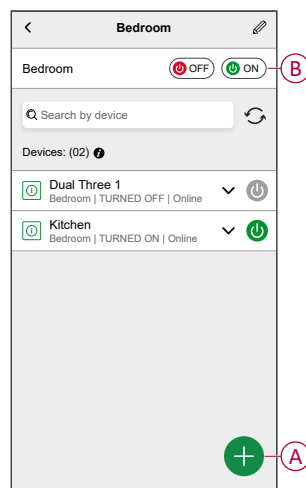 Bedroom
Bedroom OFF ON B
Search by device
Devices: (02) i
Dual Three 1
Bedroom | TURNED OFF | Online
Kitchen
Bedroom | TURNED ON | Online
A